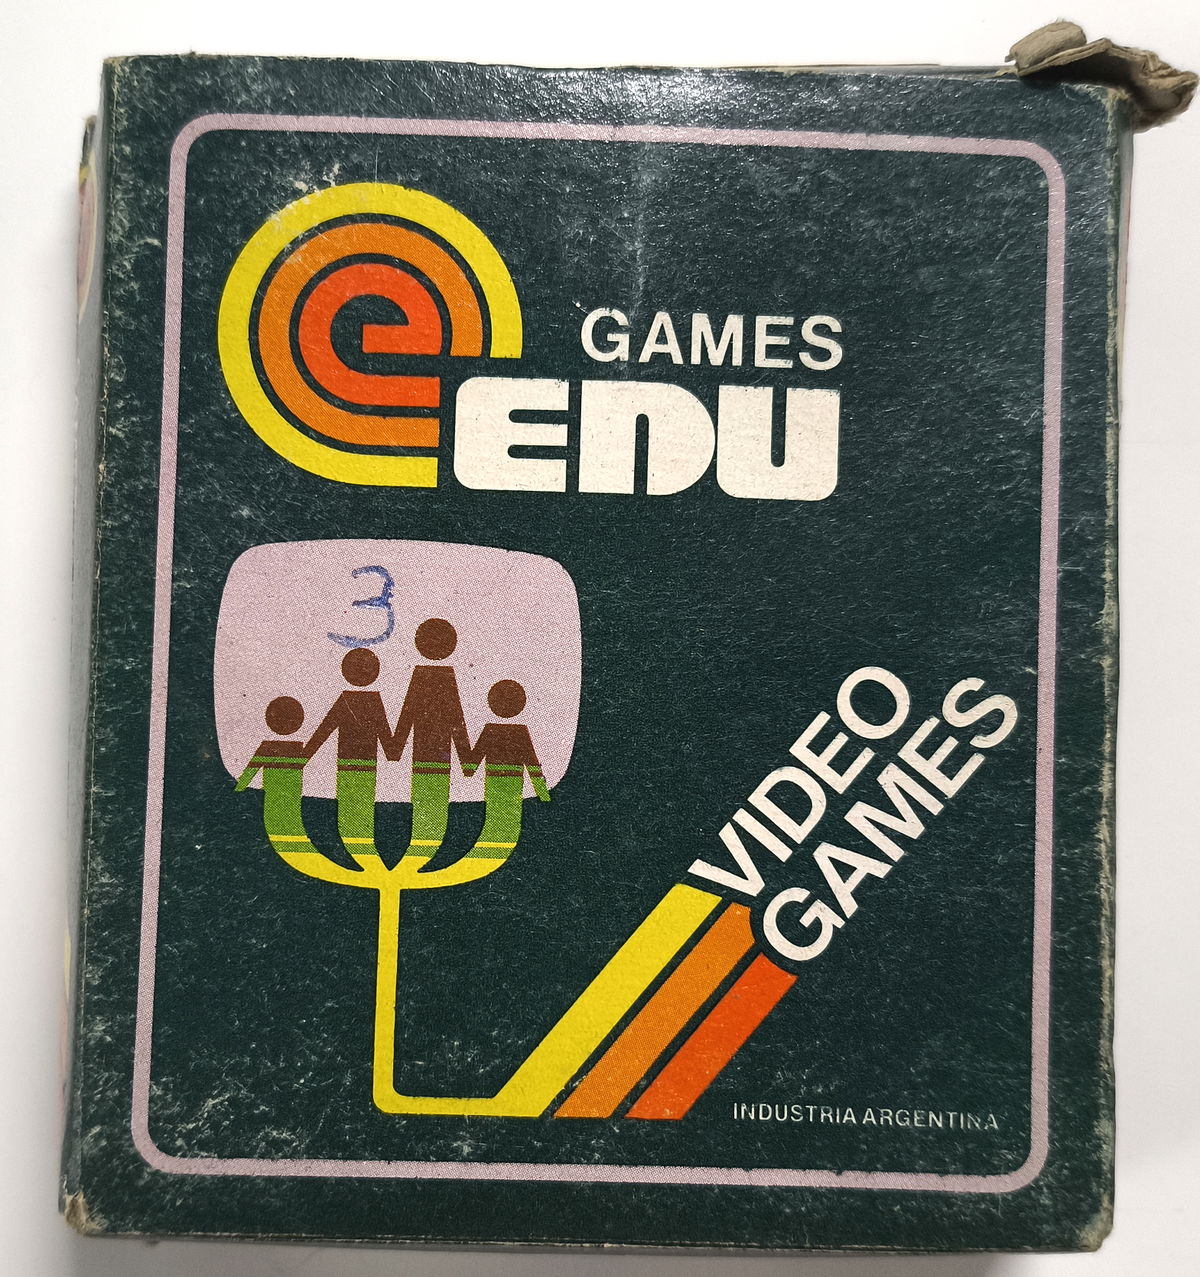 e
GAMES
EDU
3
VIDEO
GAMES
INDUSTRIA ARGENTINA